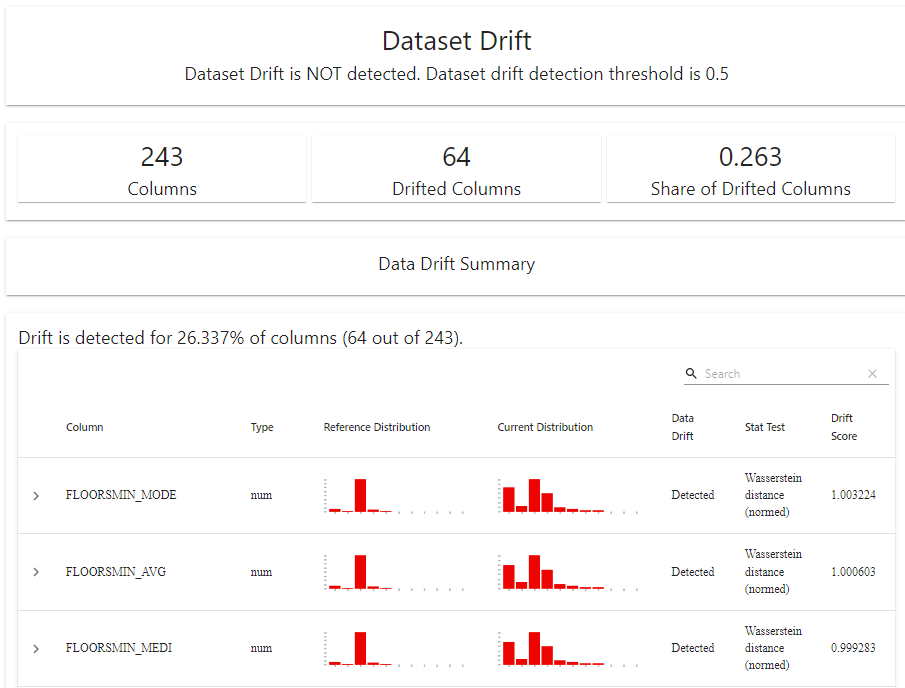 Dataset Drift
Dataset Drift is NOT detected. Dataset drift detection threshold is 0.5
243
Columns
64
Drifted Columns
0.263
Share of Drifted Columns
Data Drift Summary
Drift is detected for 26.337% of columns (64 out of 243).
Search
Column Type Reference Distribution Current Distribution Data Drift Stat Test Drift Score
FLOORSMIN_MODE num Detected Wasserstein distance (normed) 1.003224
FLOORSMIN_AVG num Detected Wasserstein distance (normed) 1.000603
FLOORSMIN_MEDI num Detected Wasserstein distance (normed) 0.999283